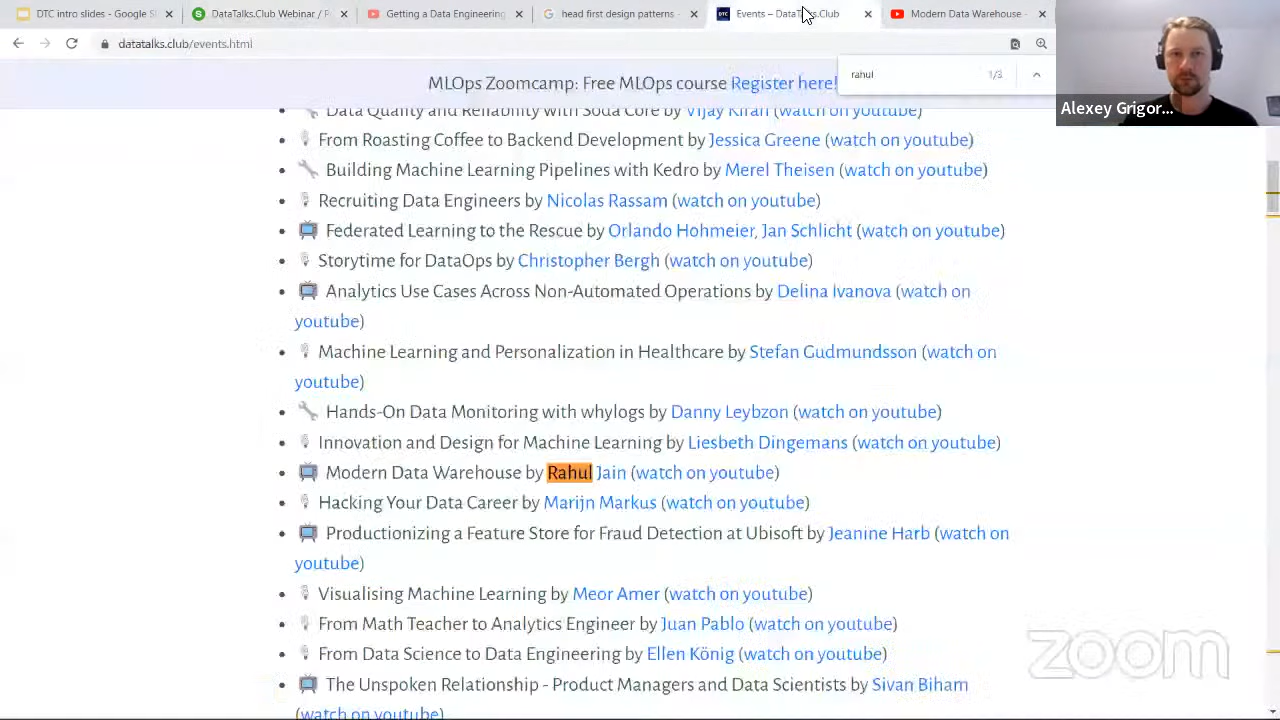 DTC intro slides - Google Sl
DataTalks.Club Webinar / P
Getting a Data Engineering
head first design patterns -
Events – DataTalks.Club
Modern Data Warehouse -
datatalks.club/events.html
MLOps Zoomcamp: Free MLOps course Register here!
rahul
1/3
Alexey Grigor...
Data Quality with Soda Core by Vijay Kiran (watch on youtube)
From Roasting Coffee to Backend Development by Jessica Greene (watch on youtube)
Building Machine Learning Pipelines with Kedro by Merel Theisen (watch on youtube)
Recruiting Data Engineers by Nicolas Rassam (watch on youtube)
Federated Learning to the Rescue by Orlando Hohmeier, Jan Schlicht (watch on youtube)
Storytime for DataOps by Christopher Bergh (watch on youtube)
Analytics Use Cases Across Non-Automated Operations by Delina Ivanova (watch on
youtube)
Machine Learning and Personalization in Healthcare by Stefan Gudmundsson (watch on
youtube)
Hands-On Data Monitoring with whylogs by Danny Leybzon (watch on youtube)
Innovation and Design for Machine Learning by Liesbeth Dingemans (watch on youtube)
Modern Data Warehouse by Rahul Jain (watch on youtube)
Hacking Your Data Career by Marijn Markus (watch on youtube)
Productionizing a Feature Store for Fraud Detection at Ubisoft by Jeanine Harb (watch on
youtube)
Visualising Machine Learning by Meor Amer (watch on youtube)
From Math Teacher to Analytics Engineer by Juan Pablo (watch on youtube)
From Data Science to Data Engineering by Ellen König (watch on youtube)
The Unspoken Relationship - Product Managers and Data Scientists by Sivan Biham
(watch on youtube)
zoom